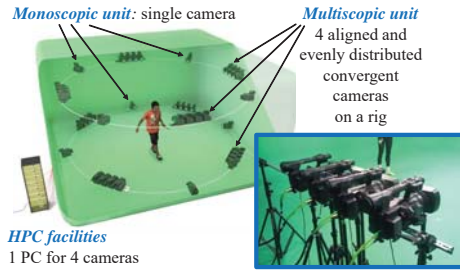 Monoscopic unit: single camera
Multiscopic unit
4 aligned and
evenly distributed
convergent
cameras
on a rig
HPC facilities
1 PC for 4 cameras